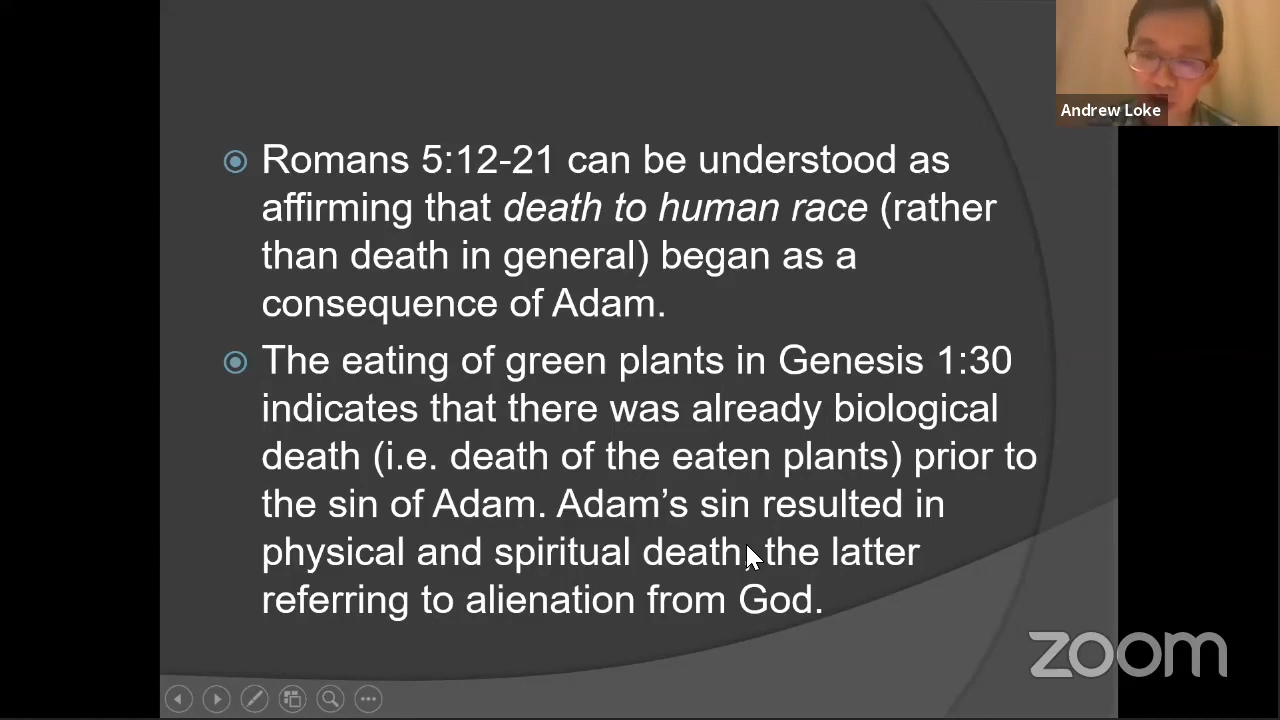 Andrew Loke
Romans 5:12-21 can be understood as
affirming that death to human race (rather
than death in general) began as a
consequence of Adam.
The eating of green plants in Genesis 1:30
indicates that there was already biological
death (i.e. death of the eaten plants) prior to
the sin of Adam. Adam’s sin resulted in
physical and spiritual death, the latter
referring to alienation from God.
zoom